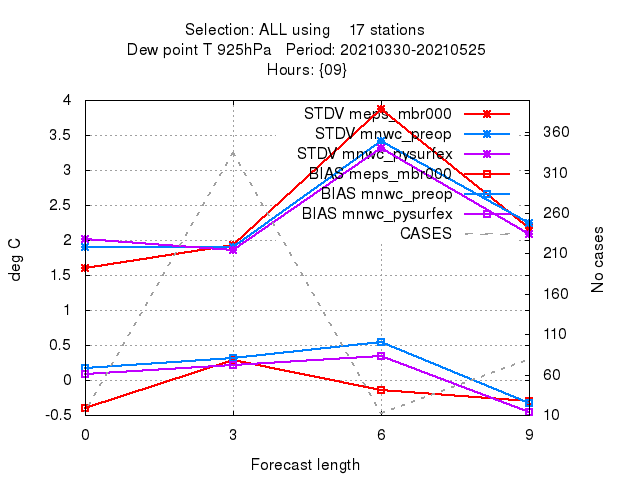 Selection: ALL using 17 stations
Dew point T 925hPa Period: 20210330-20210525
Hours: {09}
STDV meps_mbr000
STDV mnwc_preop
STDV mnwc_pysurfex
BIAS meps_mbr000
BIAS mnwc_preop
BIAS mnwc_pysurfex
CASES
deg C
4
3.5
3
2.5
2
1.5
1
0.5
0
-0.5
360
310
260
210
160
110
60
10
No cases
0 3 6 9
Forecast length